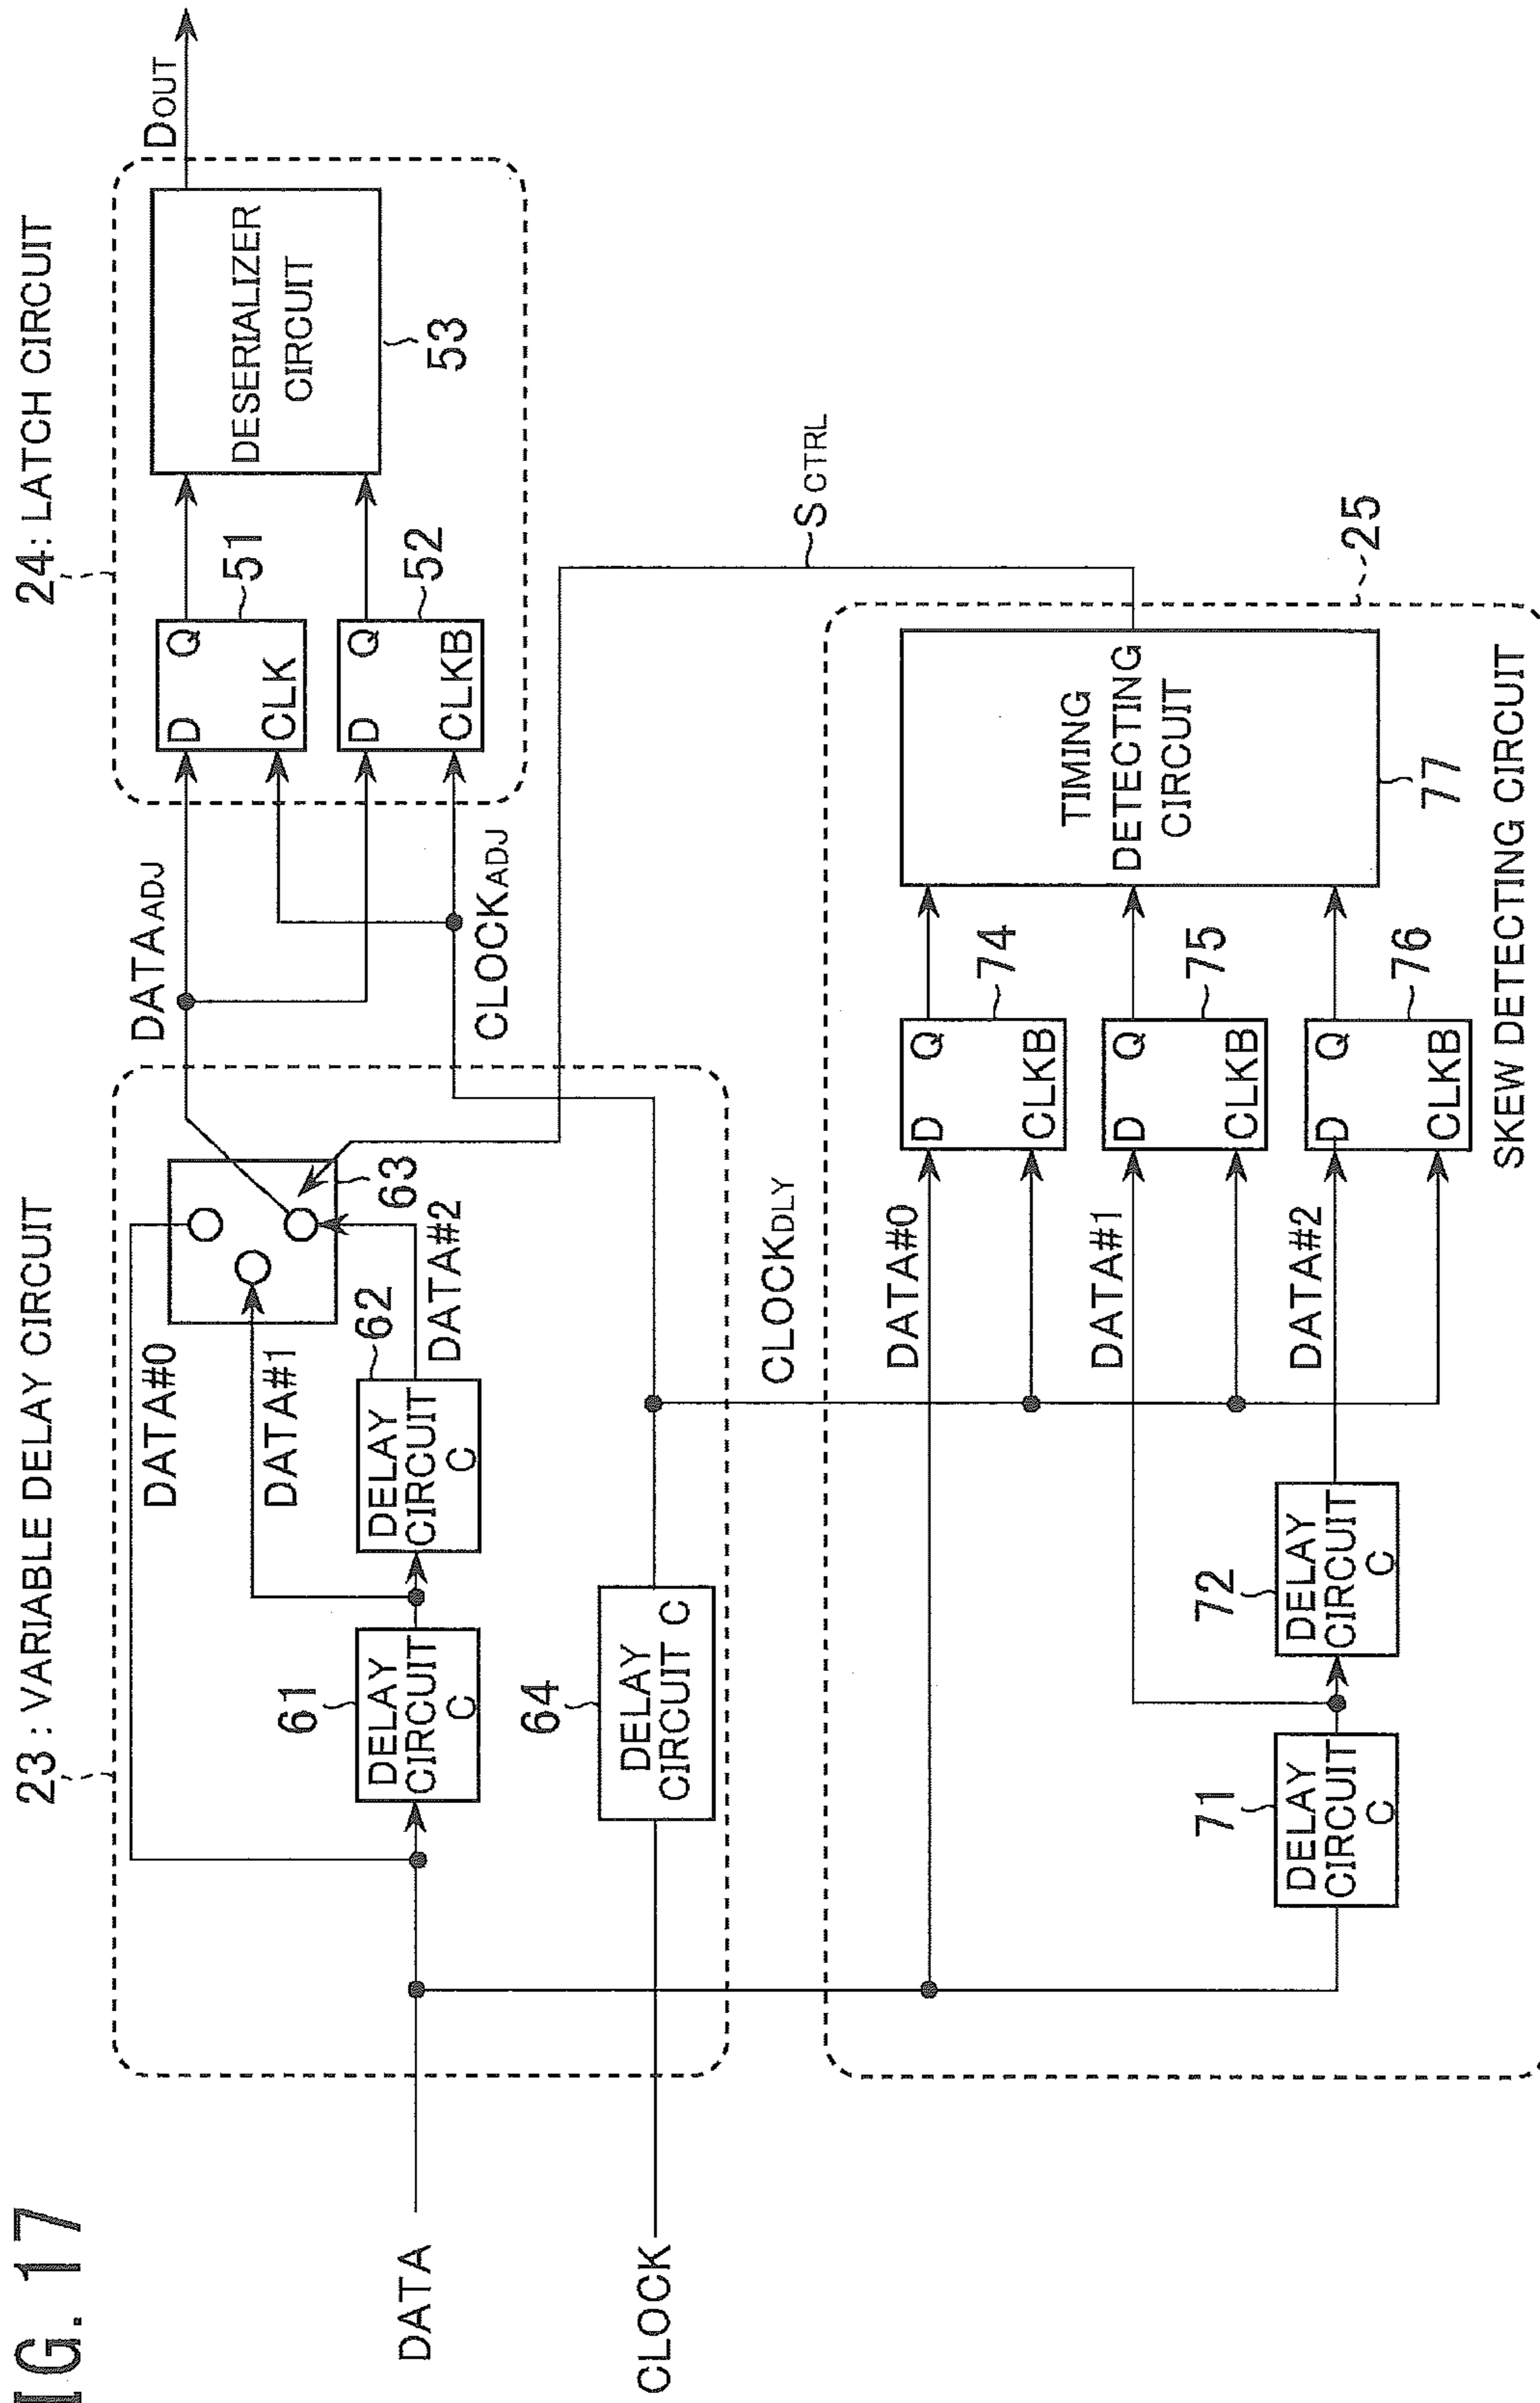 IG. 17
23 : VARIABLE DELAY CIRCUIT
24 : LATCH CIRCUIT
DATA
CLOCK
DATA#0
DATA#1
DATA#2
61
DELAY
CIRCUIT
C
62
DELAY
CIRCUIT
C
63
64
DELAY
CIRCUIT C
DATAADJ
CLOCKADJ
D Q
CLK
51
D Q
CLKB
52
DESERIALIZER
CIRCUIT
53
DOUT
SCTRL
CLOCKDLY
DATA#0
DATA#1
DATA#2
71
DELAY
CIRCUIT
C
72
DELAY
CIRCUIT
C
D Q
CLKB
74
D Q
CLKB
75
D Q
CLKB
76
TIMING
DETECTING
CIRCUIT
77
25
SKEW DETECTING CIRCUIT